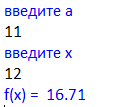 введите a
11
введите x
12
f(x) = 16.71